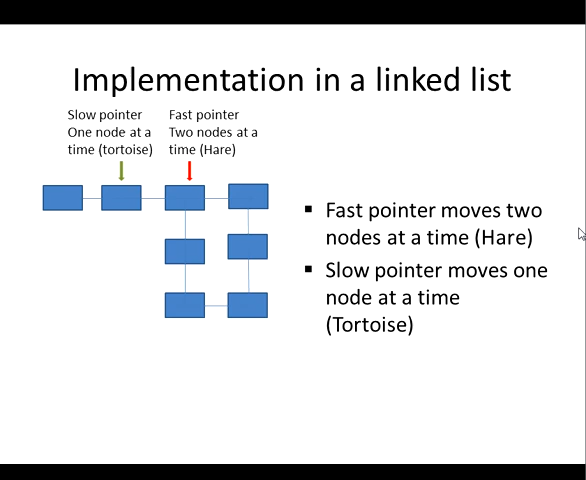 Implementation in a linked list
Slow pointer
One node at a
time (tortoise)
Fast pointer
Two nodes at a
time (Hare)
▪ Fast pointer moves two
nodes at a time (Hare)
▪ Slow pointer moves one
node at a time
(Tortoise)